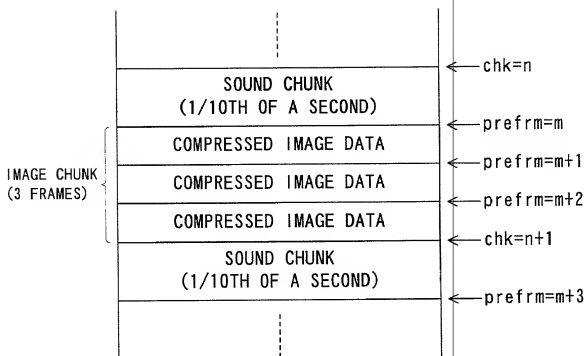 chk=n
SOUND CHUNK
(1/10TH OF A SECOND)
prefrm=m
COMPRESSED IMAGE DATA
prefrm=m+1
IMAGE CHUNK
(3 FRAMES)
COMPRESSED IMAGE DATA
prefrm=m+2
COMPRESSED IMAGE DATA
chk=n+1
SOUND CHUNK
(1/10TH OF A SECOND)
prefrm=m+3